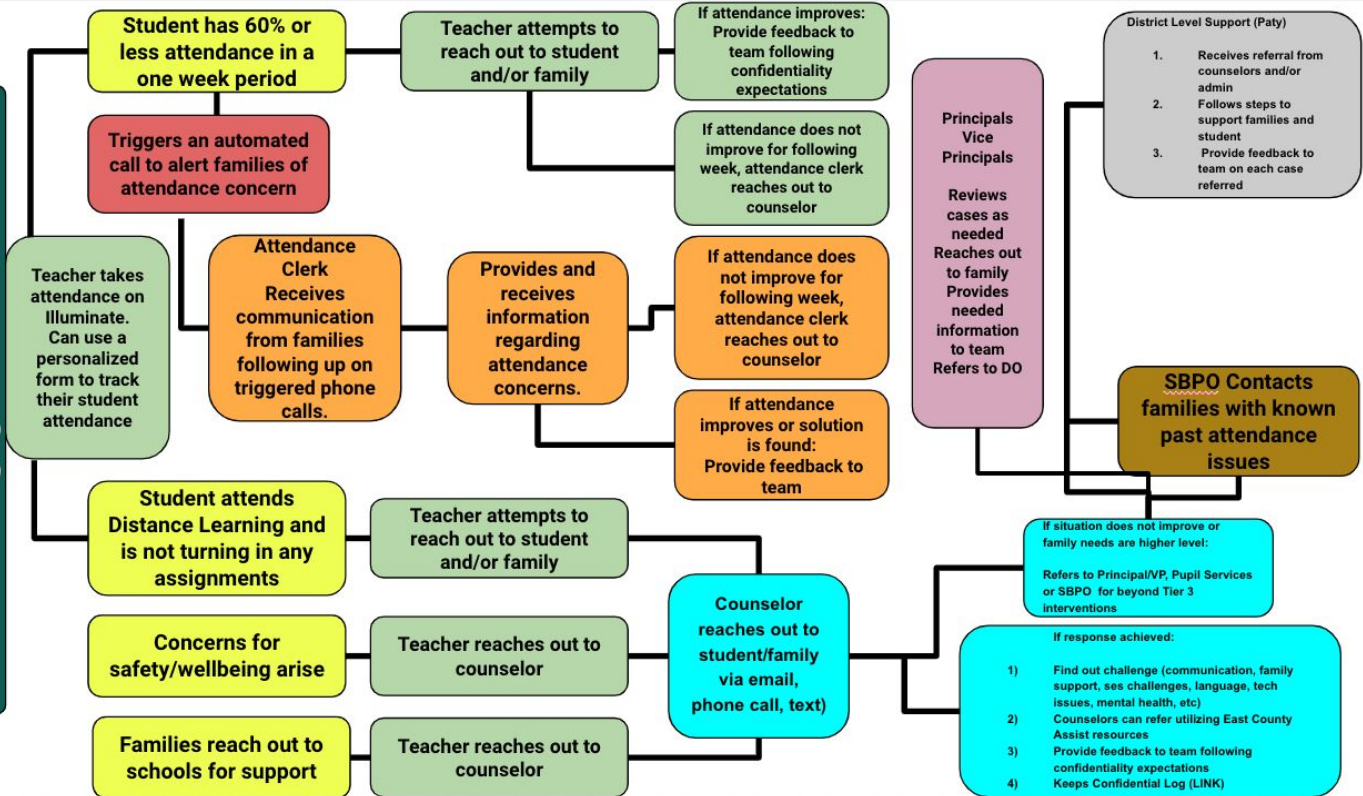 Student has 60% or
less attendance in a
one week period
Teacher attempts to
reach out to student
and/or family
If attendance improves:
Provide feedback to
team following
confidentiality
expectations
If attendance does not
improve for following
week, attendance clerk
reaches out to
counselor
Triggers an automated
call to alert families of
attendance concern
Teacher takes
attendance on
Illuminate.
Can use a
personalized
form to track
their student
attendance
Attendance
Clerk
Receives
communication
from families
following up on
triggered phone
calls.
Provides and
receives
information
regarding
attendance
concerns.
If attendance does
not improve for
following week,
attendance clerk
reaches out to
counselor
If attendance
improves or solution
is found:
Provide feedback to
team
Student attends
Distance Learning and
is not turning in any
assignments
Teacher attempts to
reach out to student
and/or family
Concerns for
safety/wellbeing arise
Teacher reaches out to
counselor
Families reach out to
schools for support
Teacher reaches out to
counselor
Counselor
reaches out to
student/family
via email,
phone call, text)
Principals
Vice
Principals
Reviews
cases as
needed
Reaches out
to family
Provides
needed
information
to team
Refers to DO
District Level Support (Paty)
1. Receives referral from
counselors and/or
admin
2. Follows steps to
support families and
student
3. Provide feedback to
team on each case
referred
SBPO Contacts
families with known
past attendance
issues
If situation does not improve or
family needs are higher level:
Refers to Principal/VP, Pupil Services
or SBPO for beyond Tier 3
interventions
If response achieved:
1) Find out challenge (communication, family
support, ses challenges, language, tech
issues, mental health, etc)
2) Counselors can refer utilizing East County
Assist resources
3) Provide feedback to team following
confidentiality expectations
4) Keeps Confidential Log (LINK)